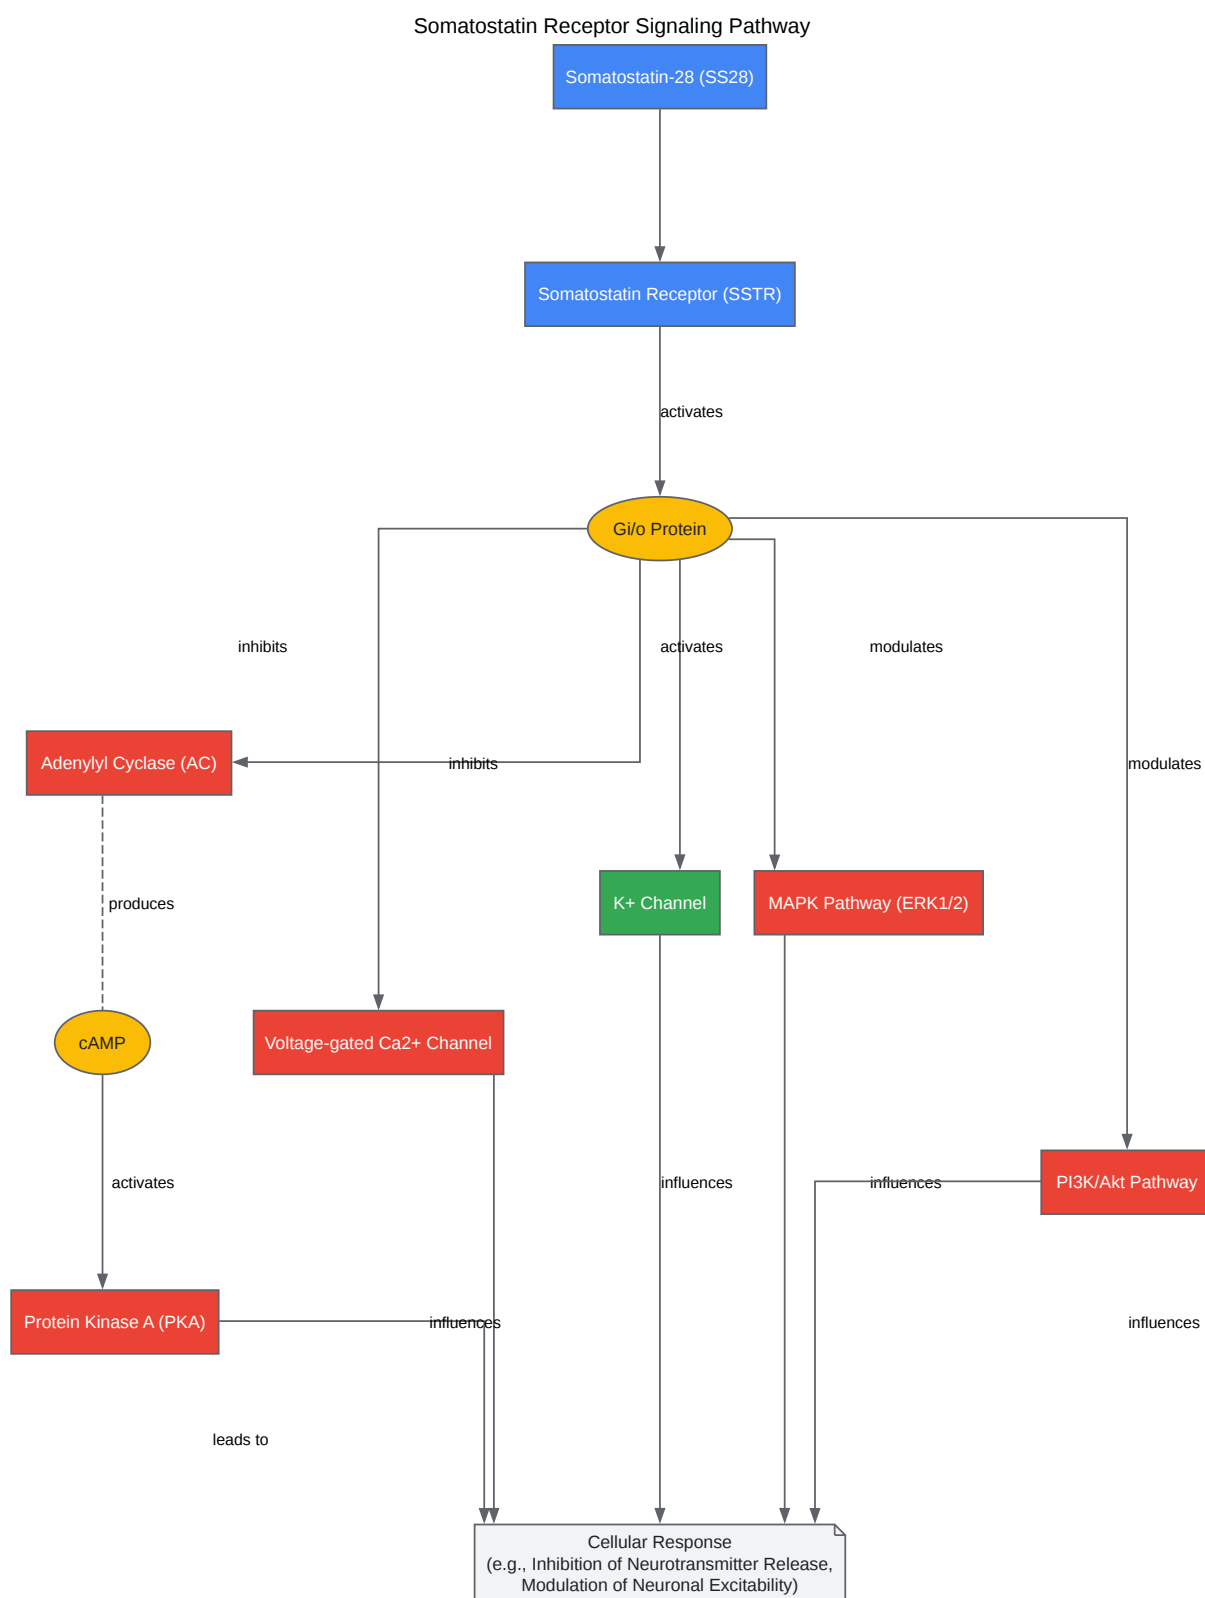 Somatostatin Receptor Signaling Pathway
Somatostatin-28 (SS28)
Somatostatin Receptor (SSTR)
activates
Gi/o Protein
inhibits
activates
modulates
Adenylyl Cyclase (AC)
inhibits
modulates
produces
K+ Channel
MAPK Pathway (ERK1/2)
cAMP
Voltage-gated Ca2+ Channel
activates
influences
influences
PI3K/Akt Pathway
Protein Kinase A (PKA)
influences
influences
leads to
Cellular Response
(e.g., Inhibition of Neurotransmitter Release,
Modulation of Neuronal Excitability)